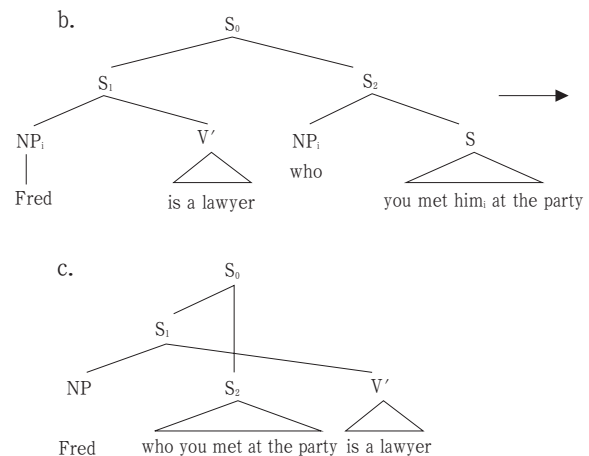 b.
S₀
S₁ S₂
NPᵢ V′ NPᵢ S
who
Fred is a lawyer you met himᵢ at the party
c.
S₀
S₁
NP S₂ V′
Fred who you met at the party is a lawyer